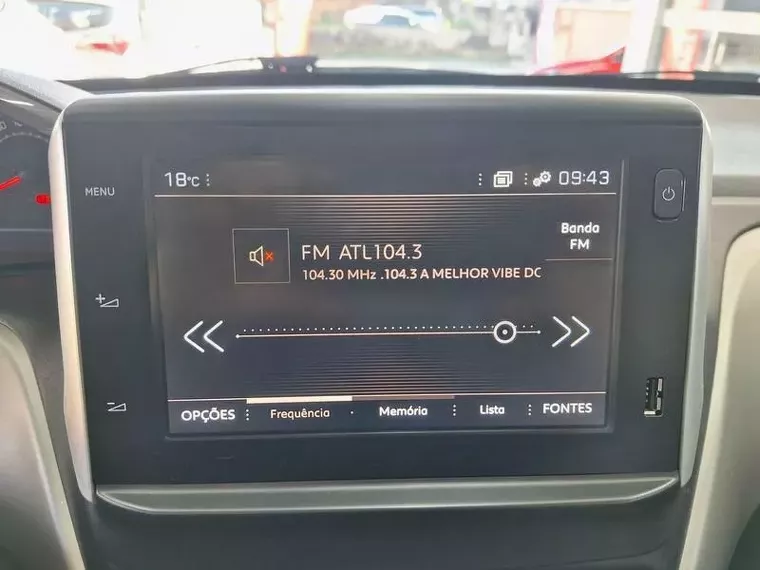 MENU
18°C
09:43
Banda
FM
FM ATL104.3
104.30 MHz .104.3 A MELHOR VIBE DO
OPÇÕES
Frequência
Memória
Lista
FONTES